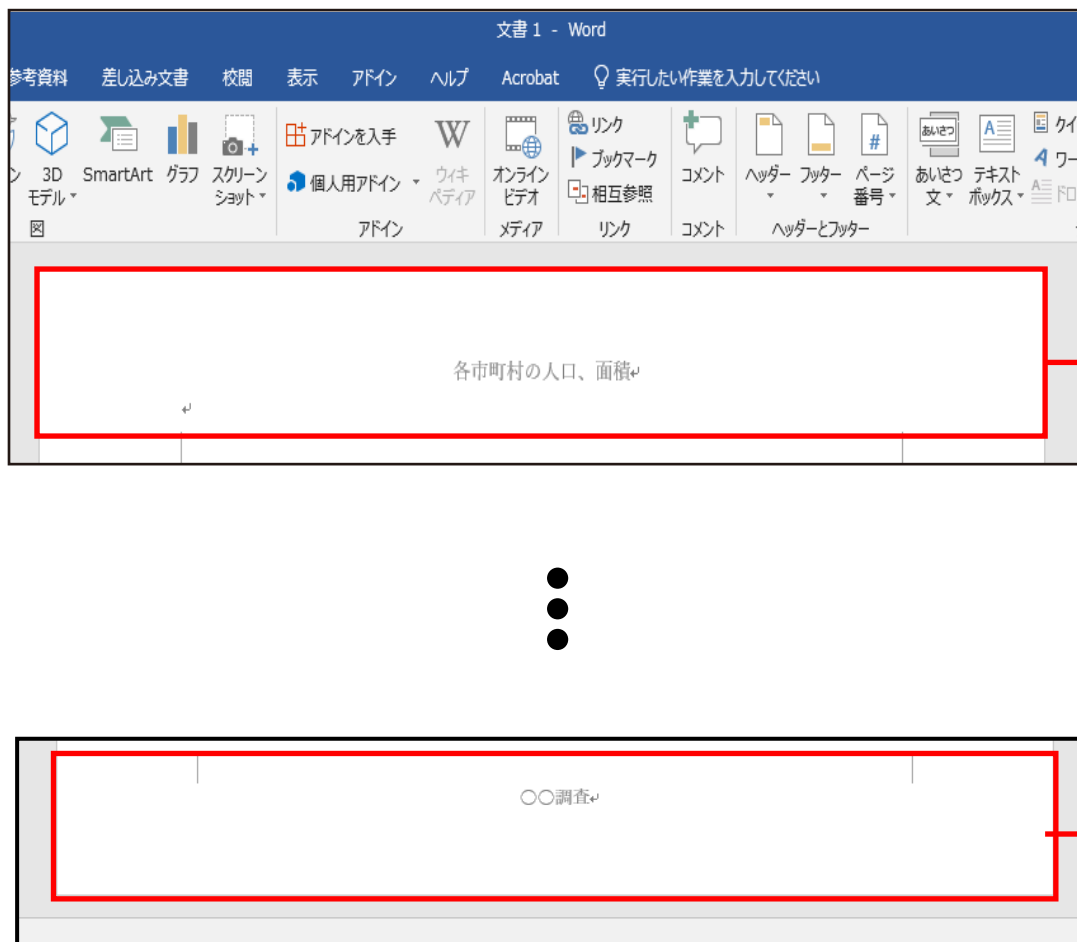 文書 1 - Word
参考資料 差し込み文書 校閲 表示 アドイン ヘルプ Acrobat 実行したい作業を入力してください
3D モデル SmartArt グラフ スクリーン ショット
図
アドインを入手
個人用アドイン
ウィキ ペディア
アドイン
オンライン ビデオ
メディア
リンク
ブックマーク
相互参照
リンク
コメント
コメント
ヘッダー フッター ページ 番号
#
ヘッダーとフッター
あいさつ
あいさつ 文
A
テキスト ボックス
クイ
ワー
ドロ
各市町村の人口、面積↵
↵
〇〇調査↵